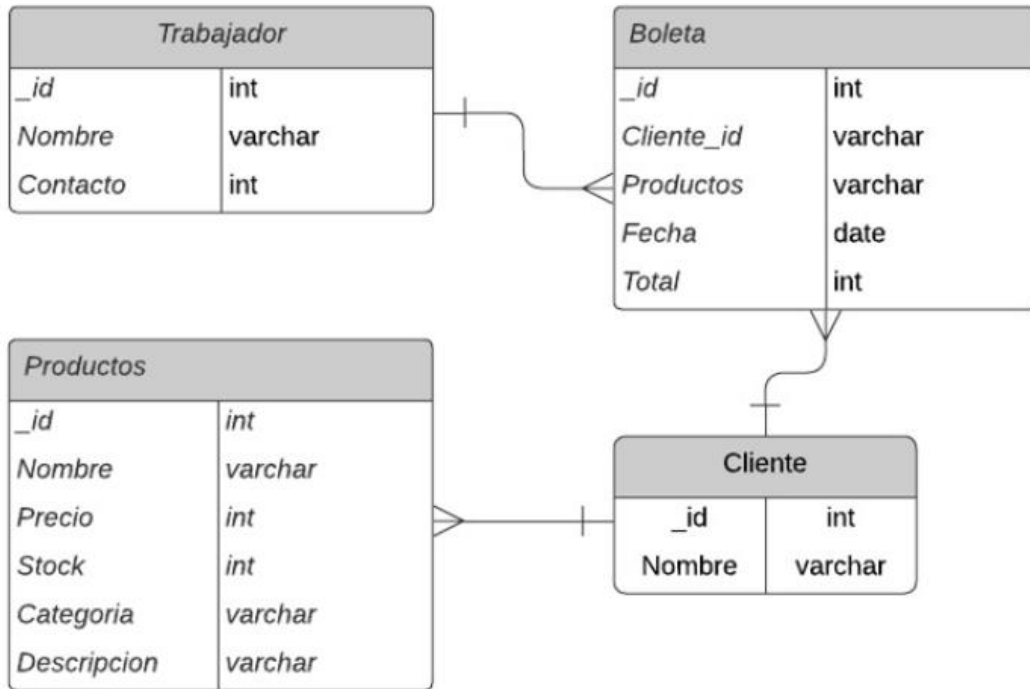 Trabajador
_id int
Nombre varchar
Contacto int
Boleta
_id int
Cliente_id varchar
Productos varchar
Fecha date
Total int
Productos
_id int
Nombre varchar
Precio int
Stock int
Categoria varchar
Descripcion varchar
Cliente
_id int
Nombre varchar